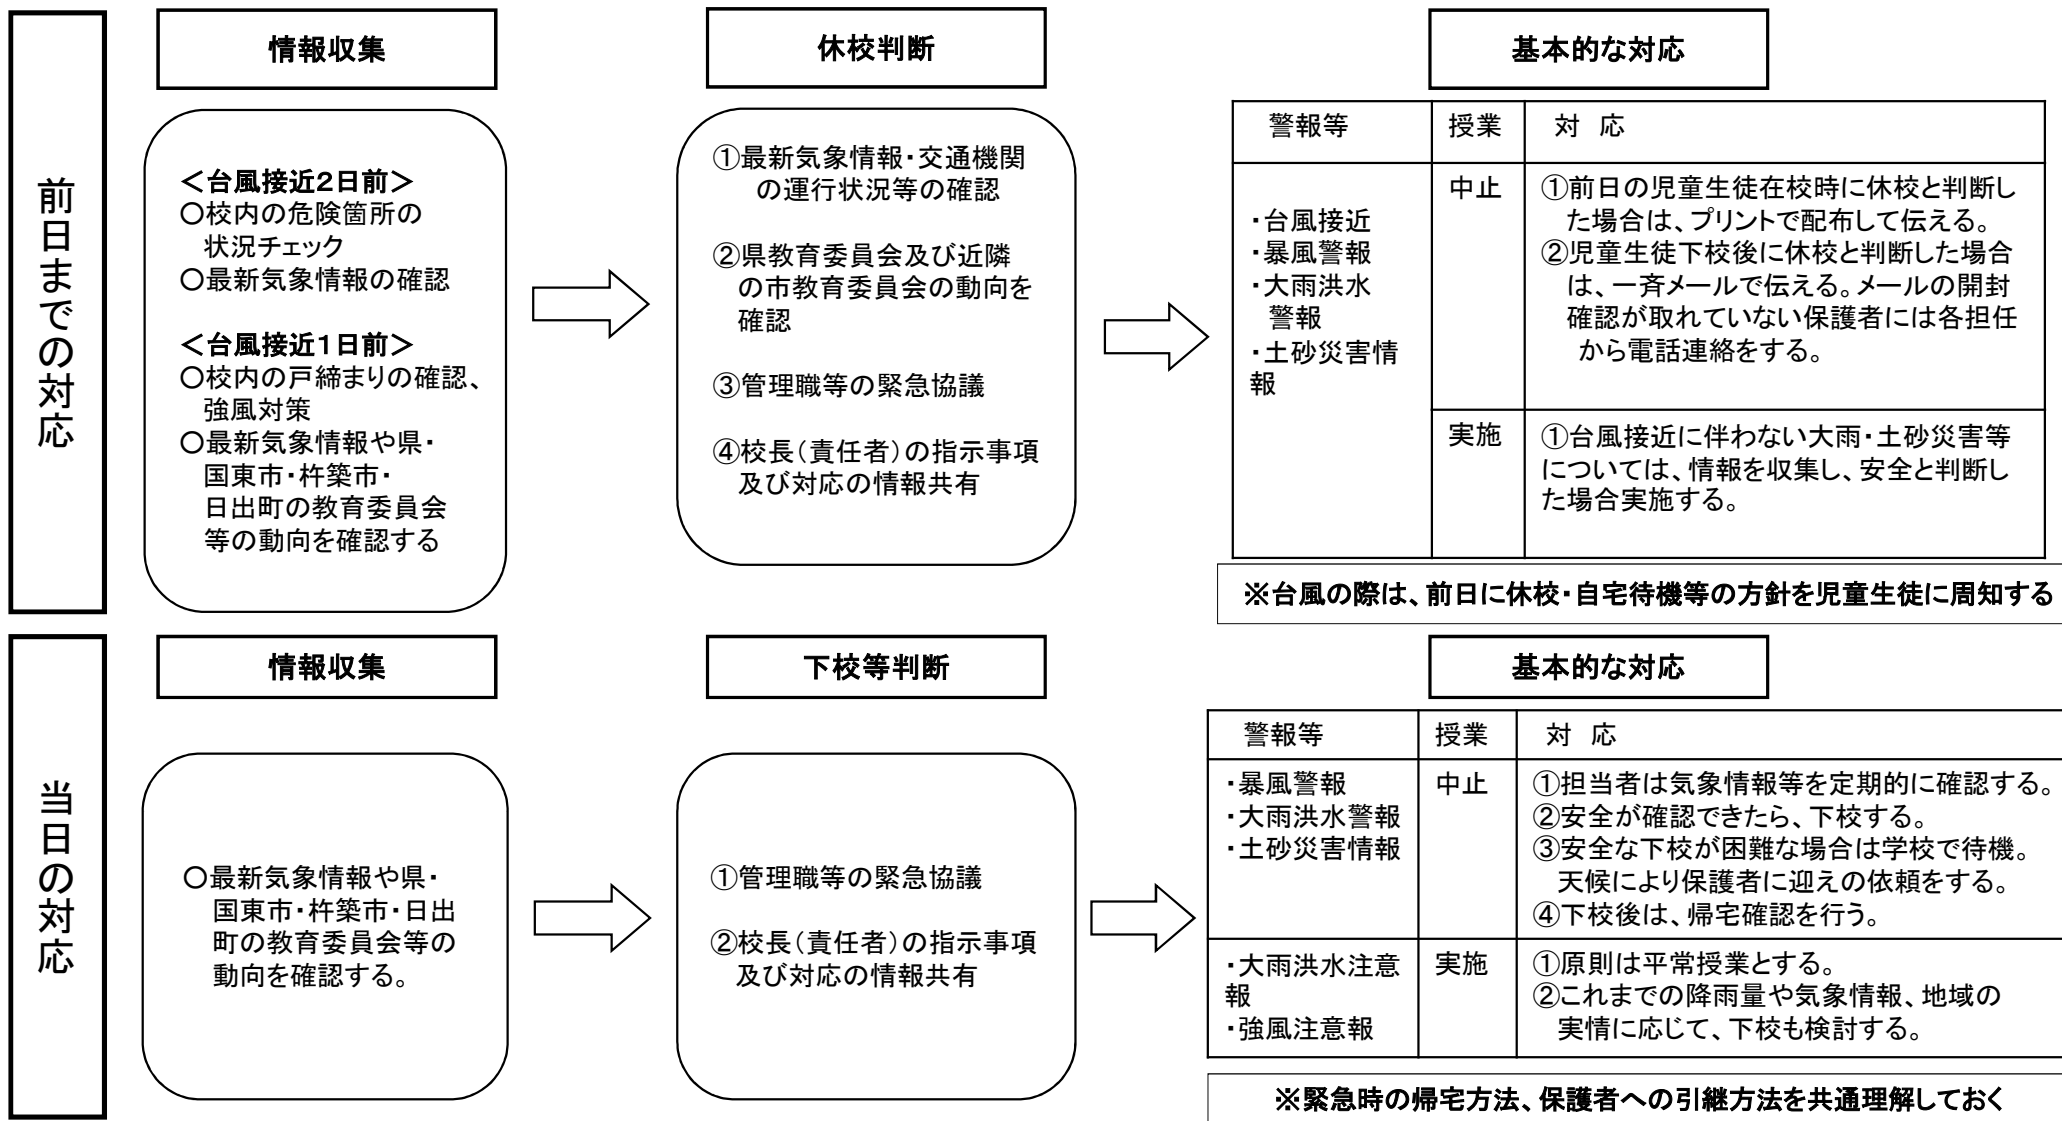 前日までの対応
情報収集
＜台風接近２日前＞
〇校内の危険箇所の
状況チェック
〇最新気象情報の確認
＜台風接近１日前＞
〇校内の戸締まりの確認、
強風対策
〇最新気象情報や県・
国東市・杵築市・
日出町の教育委員会
等の動向を確認する
休校判断
①最新気象情報・交通機関
の運行状況等の確認
②県教育委員会及び近隣
の市教育委員会の動向を
確認
③管理職等の緊急協議
④校長（責任者）の指示事項
及び対応の情報共有
基本的な対応
警報等 授業 対 応
・台風接近
・暴風警報
・大雨洪水
警報
・土砂災害情
報
中止
①前日の児童生徒在校時に休校と判断し
た場合は、プリントで配布して伝える。
②児童生徒下校後に休校と判断した場合
は、一斉メールで伝える。メールの開封
確認が取れていない保護者には各担任
から電話連絡をする。
実施
①台風接近に伴わない大雨・土砂災害等
については、情報を収集し、安全と判断し
た場合実施する。
※台風の際は、前日に休校・自宅待機等の方針を児童生徒に周知する
当日の対応
情報収集
〇最新気象情報や県・
国東市・杵築市・日出
町の教育委員会等の
動向を確認する。
下校等判断
①管理職等の緊急協議
②校長（責任者）の指示事項
及び対応の情報共有
基本的な対応
警報等 授業 対 応
・暴風警報
・大雨洪水警報
・土砂災害情報
中止
①担当者は気象情報等を定期的に確認する。
②安全が確認できたら、下校する。
③安全な下校が困難な場合は学校で待機。
天候により保護者に迎えの依頼をする。
④下校後は、帰宅確認を行う。
・大雨洪水注意
報
・強風注意報
実施
①原則は平常授業とする。
②これまでの降雨量や気象情報、地域の
実情に応じて、下校も検討する。
※緊急時の帰宅方法、保護者への引継方法を共通理解しておく